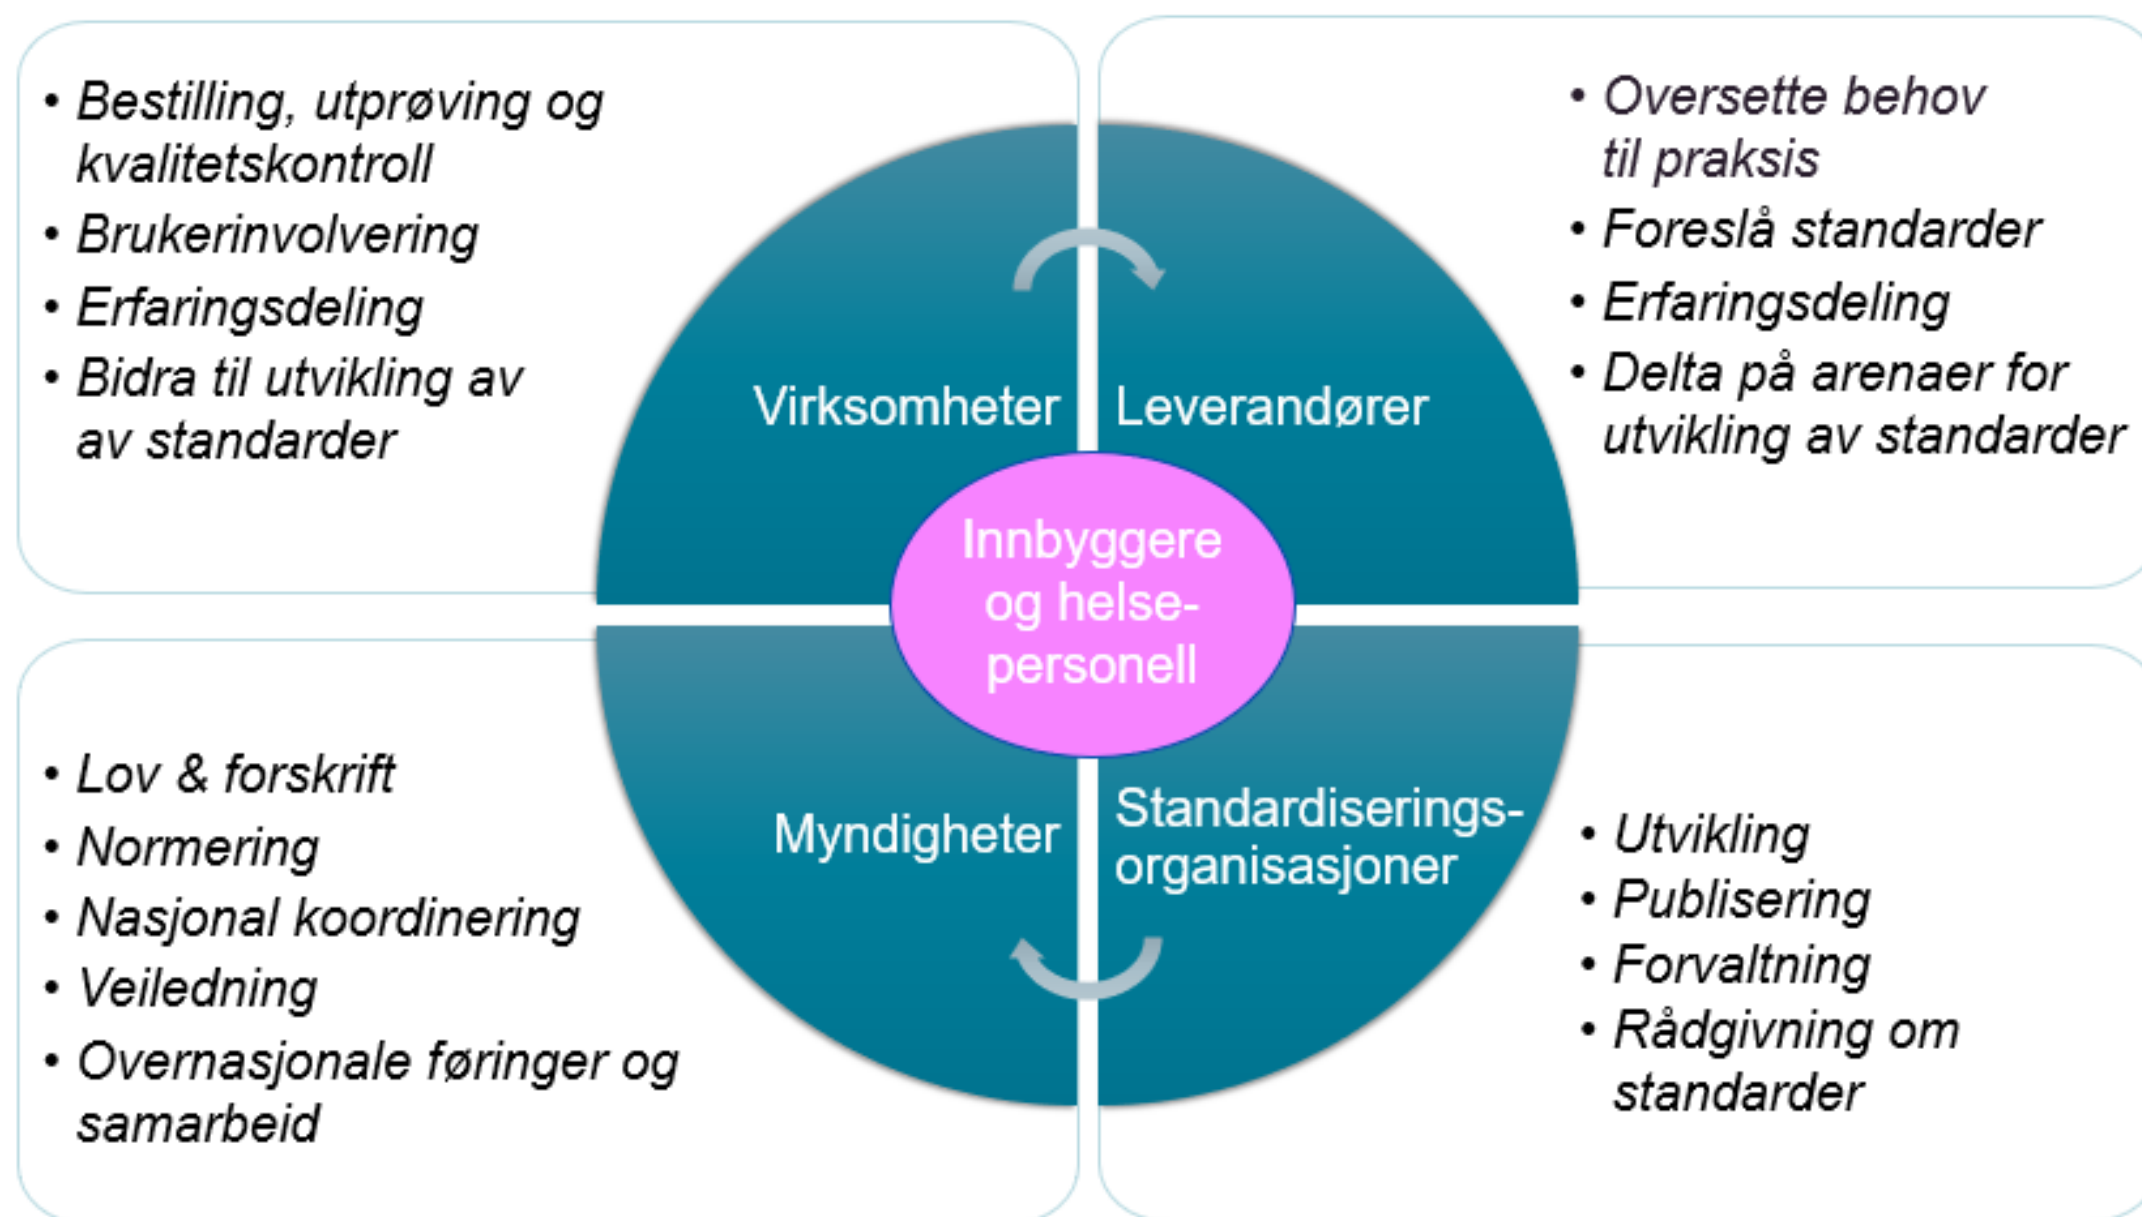 • Bestilling, utprøving og
kvalitetskontroll
• Brukerinvolvering
• Erfaringsdeling
• Bidra til utvikling av
av standarder
• Oversette behov
til praksis
• Foreslå standarder
• Erfaringsdeling
• Delta på arenaer for
utvikling av standarder
Virksomheter
Leverandører
Innbyggere
og helse-
personell
Myndigheter
Standardiserings-
organisasjoner
• Lov & forskrift
• Normering
• Nasjonal koordinering
• Veiledning
• Overnasjonale føringer og
samarbeid
• Utvikling
• Publisering
• Forvaltning
• Rådgivning om
standarder